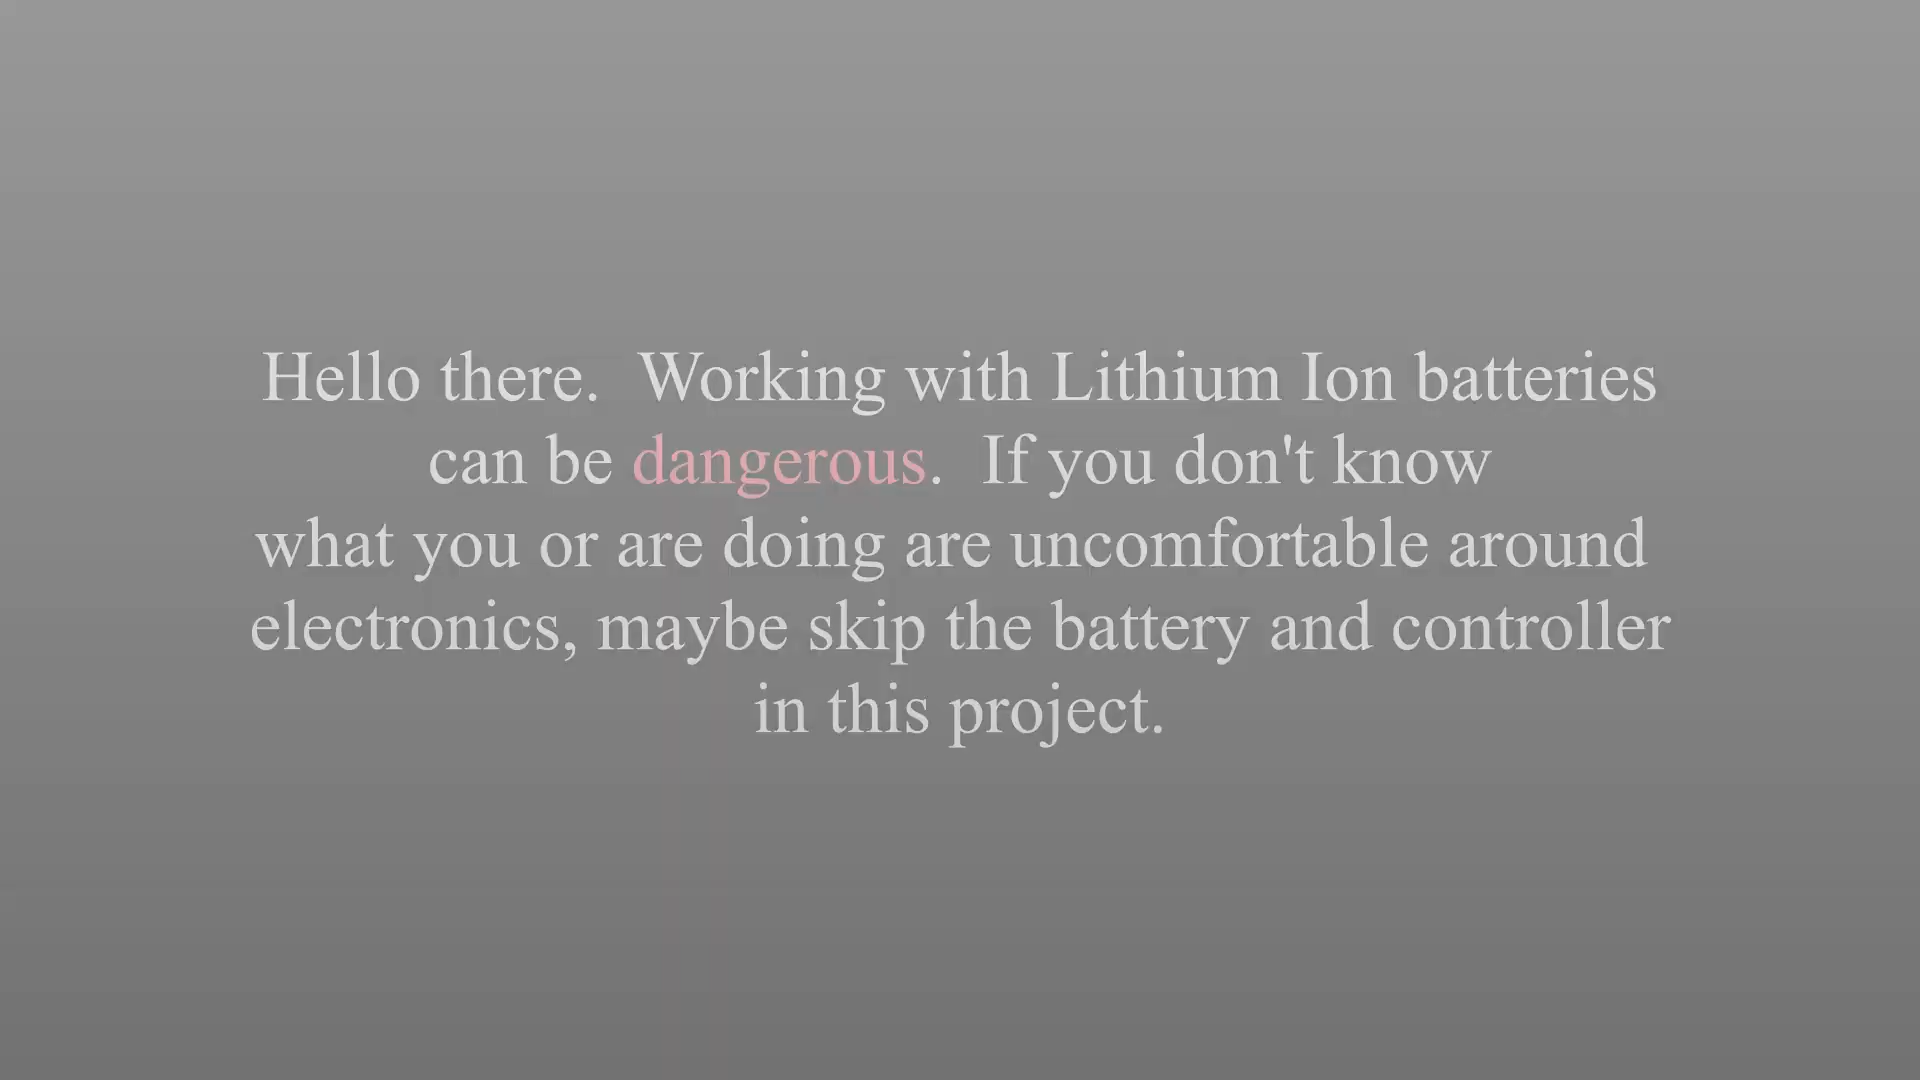 Hello there.  Working with Lithium Ion batteries
can be dangerous.  If you don't know
what you or are doing are uncomfortable around
electronics, maybe skip the battery and controller
in this project.